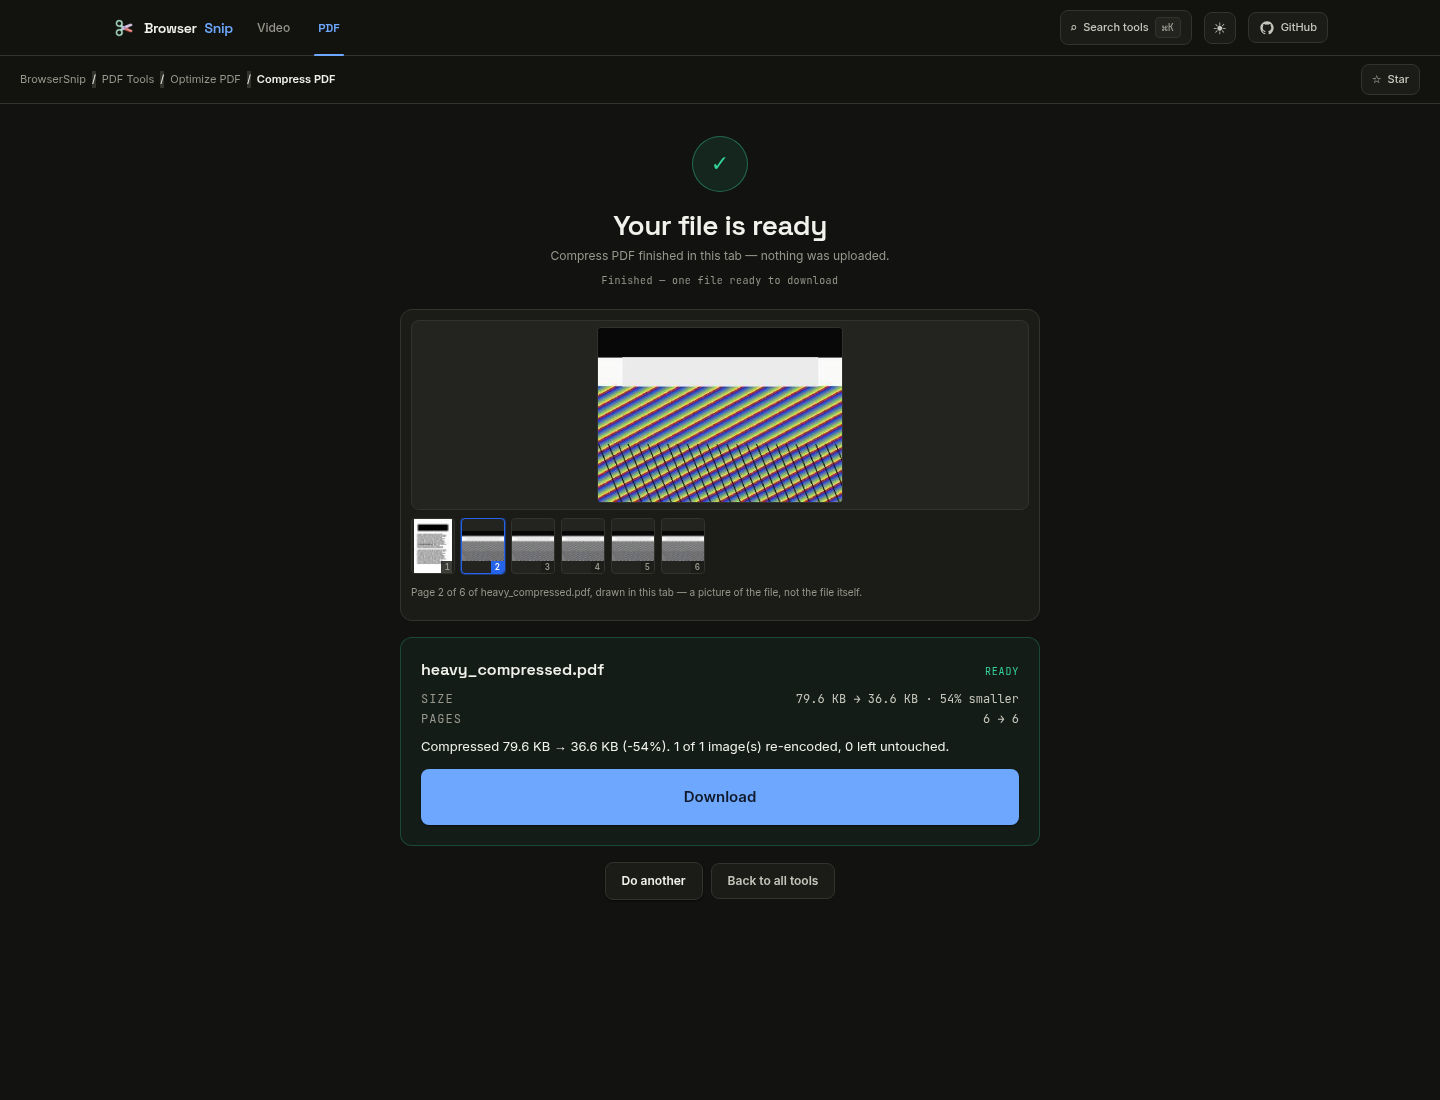 Browser Snip Video PDF Search tools ⌘K GitHub
BrowserSnip / PDF Tools / Optimize PDF / Compress PDF ☆ Star
✓
Your file is ready
Compress PDF finished in this tab — nothing was uploaded.
Finished — one file ready to download
1 2 3 4 5 6
Page 2 of 6 of heavy_compressed.pdf, drawn in this tab — a picture of the file, not the file itself.
heavy_compressed.pdf READY
SIZE 79.6 KB → 36.6 KB · 54% smaller
PAGES 6 → 6
Compressed 79.6 KB → 36.6 KB (-54%). 1 of 1 image(s) re-encoded, 0 left untouched.
Download
Do another Back to all tools